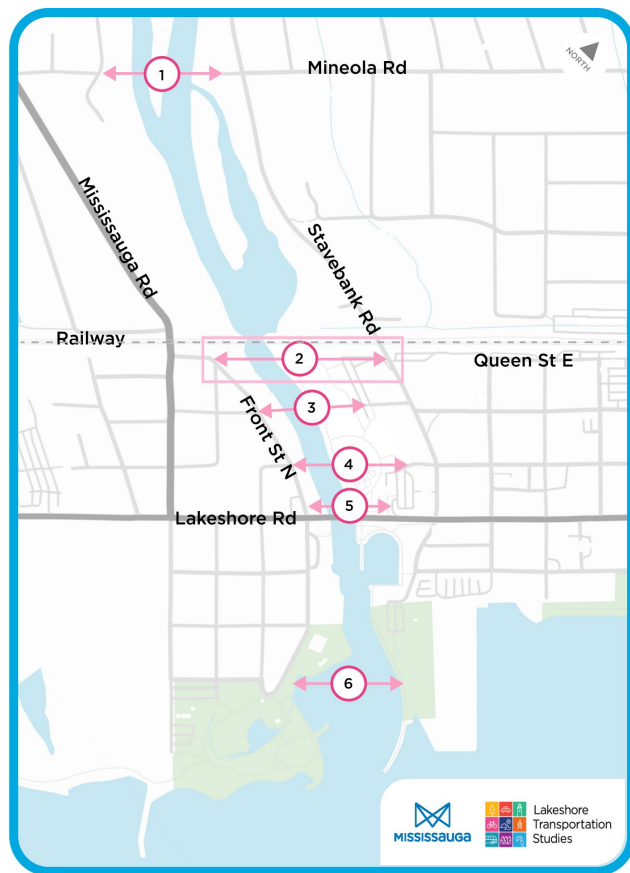 NORTH
1
Mineola Rd
Mississauga Rd
Stavebank Rd
Railway
2
Queen St E
3
Front St N
4
5
Lakeshore Rd
6
MISSISSAUGA
Lakeshore
Transportation
Studies